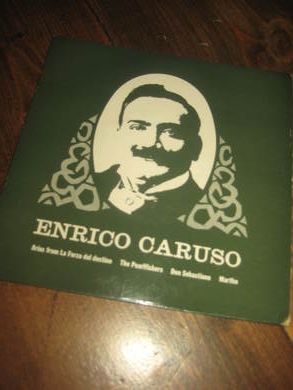 ENRICO CARUSO
Arias from La Forza del destino The Pearlfishers Don Sebastiano Martha